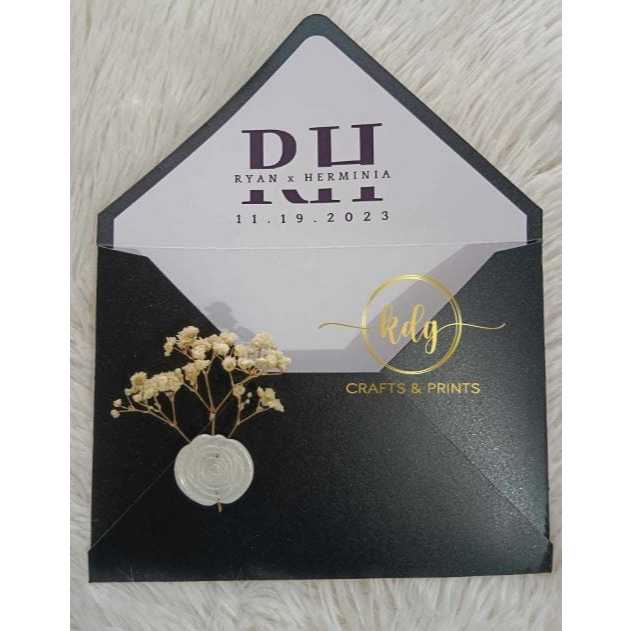 RH
RYAN x HERMINIA
11.19.2023
kdg
CRAFTS & PRINTS